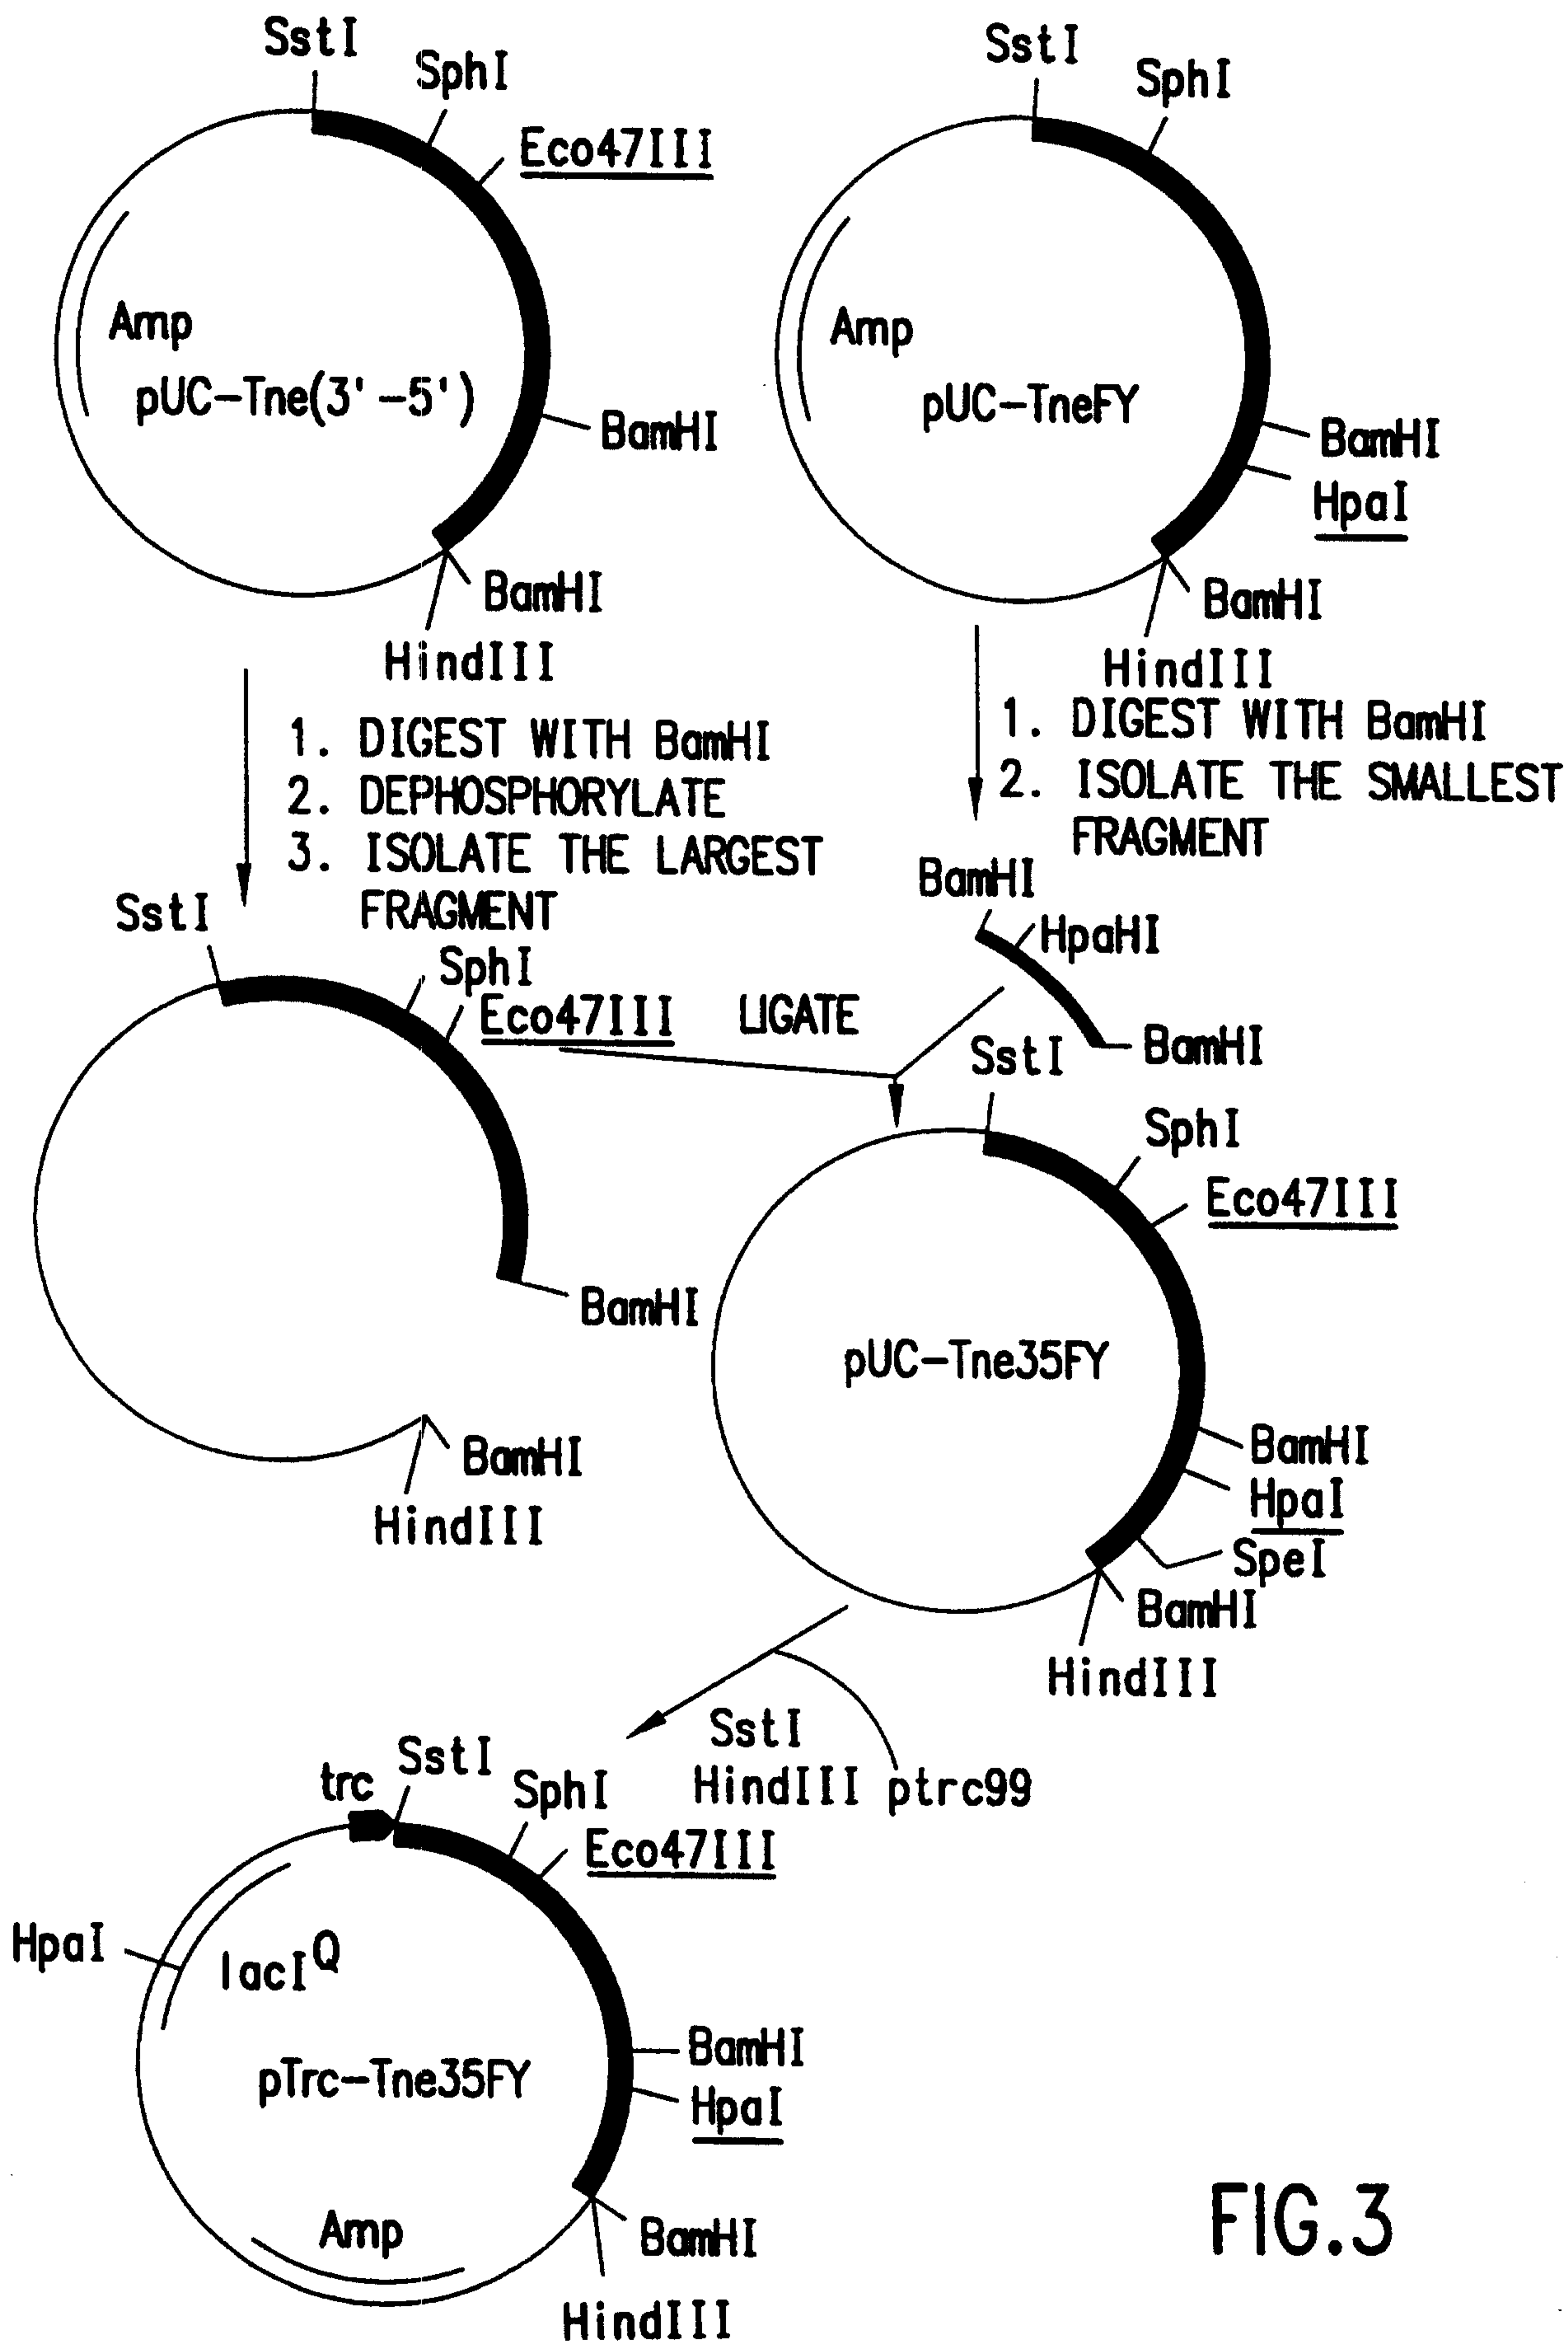 SstI
SphI
Eco47III
Amp
pUC-Tne(3'-5')
BamHI
BamHI
HindIII
SstI
SphI
Amp
pUC-TneFY
BamHI
HpaI
BamHI
HindIII
1. DIGEST WITH BamHI
2. DEPHOSPHORYLATE
3. ISOLATE THE LARGEST
FRAGMENT
1. DIGEST WITH BamHI
2. ISOLATE THE SMALLEST
FRAGMENT
SstI
SphI
Eco47III
BamHI
BamHI
HindIII
LIGATE
BamHI
HpaHI
BamHI
SstI
SphI
Eco47III
pUC-Tne35FY
BamHI
HpaI
SpeI
BamHI
HindIII
SstI
HindIII ptrc99
trc
SstI
SphI
Eco47III
HpaI
lacI^Q
pTrc-Tne35FY
BamHI
HpaI
Amp
BamHI
HindIII
FIG.3